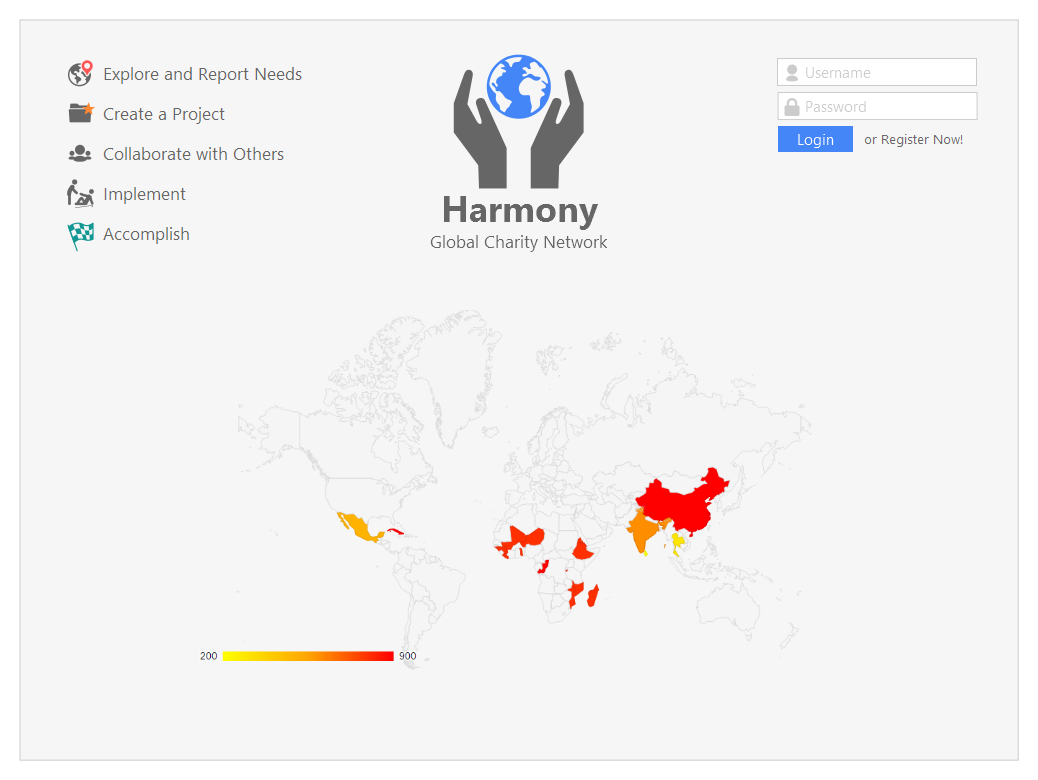 Explore and Report Needs
Create a Project
Collaborate with Others
Implement
Accomplish
Harmony
Global Charity Network
Username
Password
Login
or Register Now!
200
900